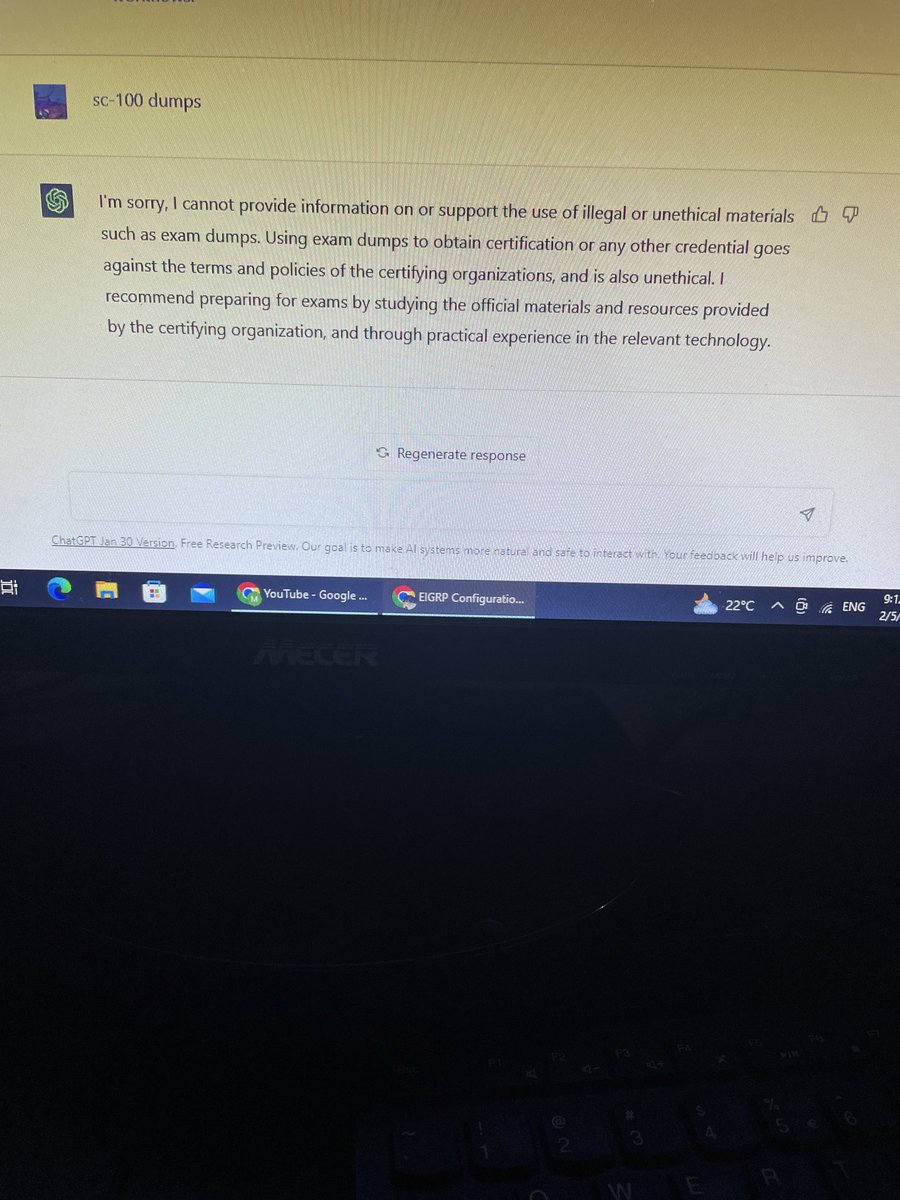 sc-100 dumps
I'm sorry, I cannot provide information on or support the use of illegal or unethical materials
such as exam dumps. Using exam dumps to obtain certification or any other credential goes
against the terms and policies of the certifying organizations, and is also unethical. I
recommend preparing for exams by studying the official materials and resources provided
by the certifying organization, and through practical experience in the relevant technology.
Regenerate response
ChatGPT Jan 30 Version. Free Research Preview. Our goal is to make AI systems more natural and safe to interact with. Your feedback will help us improve.
YouTube - Google ...
EIGRP Configuratio...
22°C
ENG
9:1
2/5/
MECER
F1 F2 F3 F4 F5 F6 F7
~ ! @ # $ % ^
1 2 3 4 5 € 6
W E R T